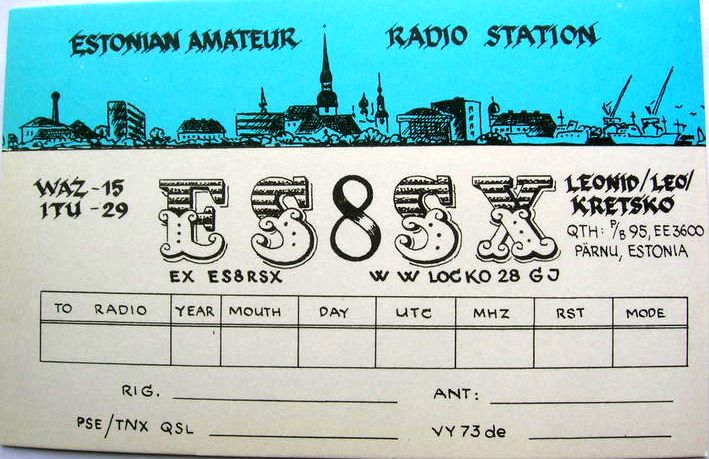 ESTONIAN AMATEUR RADIO STATION
WAZ - 15
ITU - 29
ES8SX
LEONID/LEO/
KRETSKO
QTH: P/B 95, EE3600
PÄRNU, ESTONIA
EX ES8RSX
W W LOC KO 28 GJ
TO RADIO YEAR MOUTH DAY UTC MHZ RST MODE
RIG. ANT:
PSE/TNX QSL VY 73 de